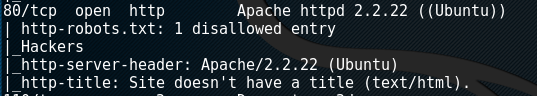 80/tcp open http Apache httpd 2.2.22 ((Ubuntu))
| http-robots.txt: 1 disallowed entry
|_Hackers
|_http-server-header: Apache/2.2.22 (Ubuntu)
|_http-title: Site doesn't have a title (text/html).